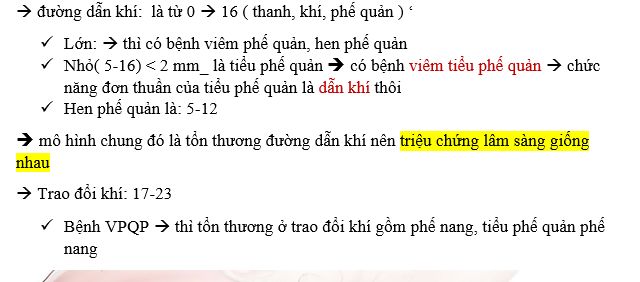 → đường dẫn khí:  là từ 0 → 16 ( thanh, khí, phế quản ) ‘
✓ Lớn: → thì có bệnh viêm phế quản, hen phế quản
✓ Nhỏ( 5-16) < 2 mm_ là tiểu phế quản → có bệnh viêm tiểu phế quản → chức
năng đơn thuần của tiểu phế quản là dẫn khí thôi
✓ Hen phế quản là: 5-12
→ mô hình chung đó là tổn thương đường dẫn khí nên triệu chứng lâm sàng giống
nhau
→ Trao đổi khí: 17-23
✓ Bệnh VPQP → thì tổn thương ở trao đổi khí gồm phế nang, tiểu phế quản phế
nang